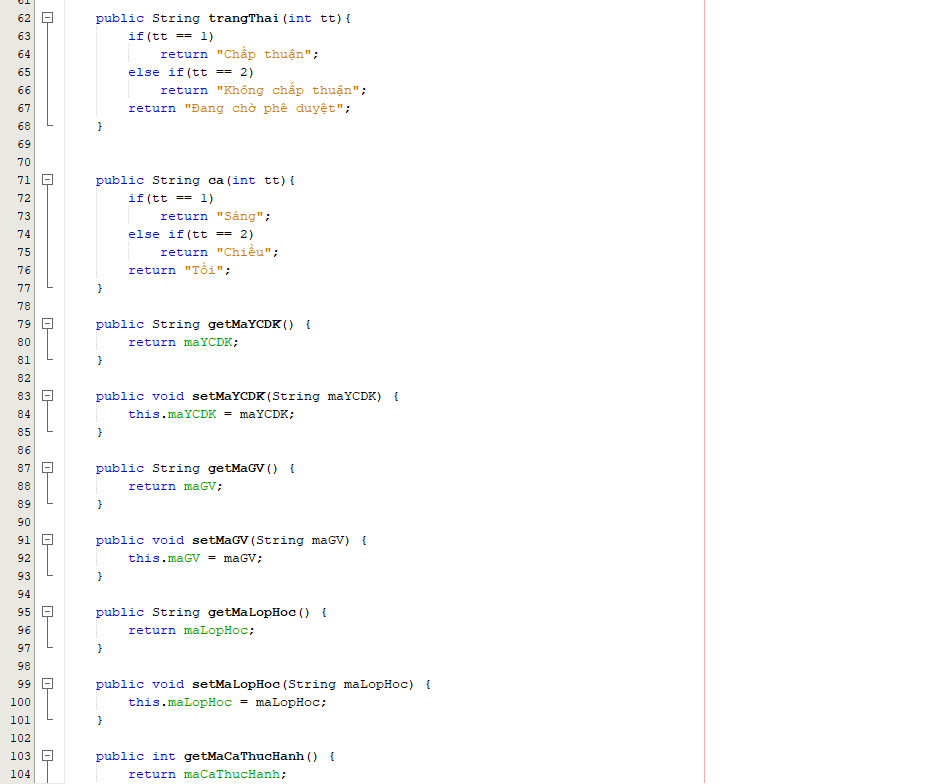 61
62 public String trangThai(int tt){
63 if(tt == 1)
64 return "Chấp thuận";
65 else if(tt == 2)
66 return "Không chấp thuận";
67 return "Đang chờ phê duyệt";
68 }
69
70
71 public String ca(int tt){
72 if(tt == 1)
73 return "Sáng";
74 else if(tt == 2)
75 return "Chiều";
76 return "Tối";
77 }
78
79 public String getMaYCDK() {
80 return maYCDK;
81 }
82
83 public void setMaYCDK(String maYCDK) {
84 this.maYCDK = maYCDK;
85 }
86
87 public String getMaGV() {
88 return maGV;
89 }
90
91 public void setMaGV(String maGV) {
92 this.maGV = maGV;
93 }
94
95 public String getMaLopHoc() {
96 return maLopHoc;
97 }
98
99 public void setMaLopHoc(String maLopHoc) {
100 this.maLopHoc = maLopHoc;
101 }
102
103 public int getMaCaThucHanh() {
104 return maCaThucHanh;